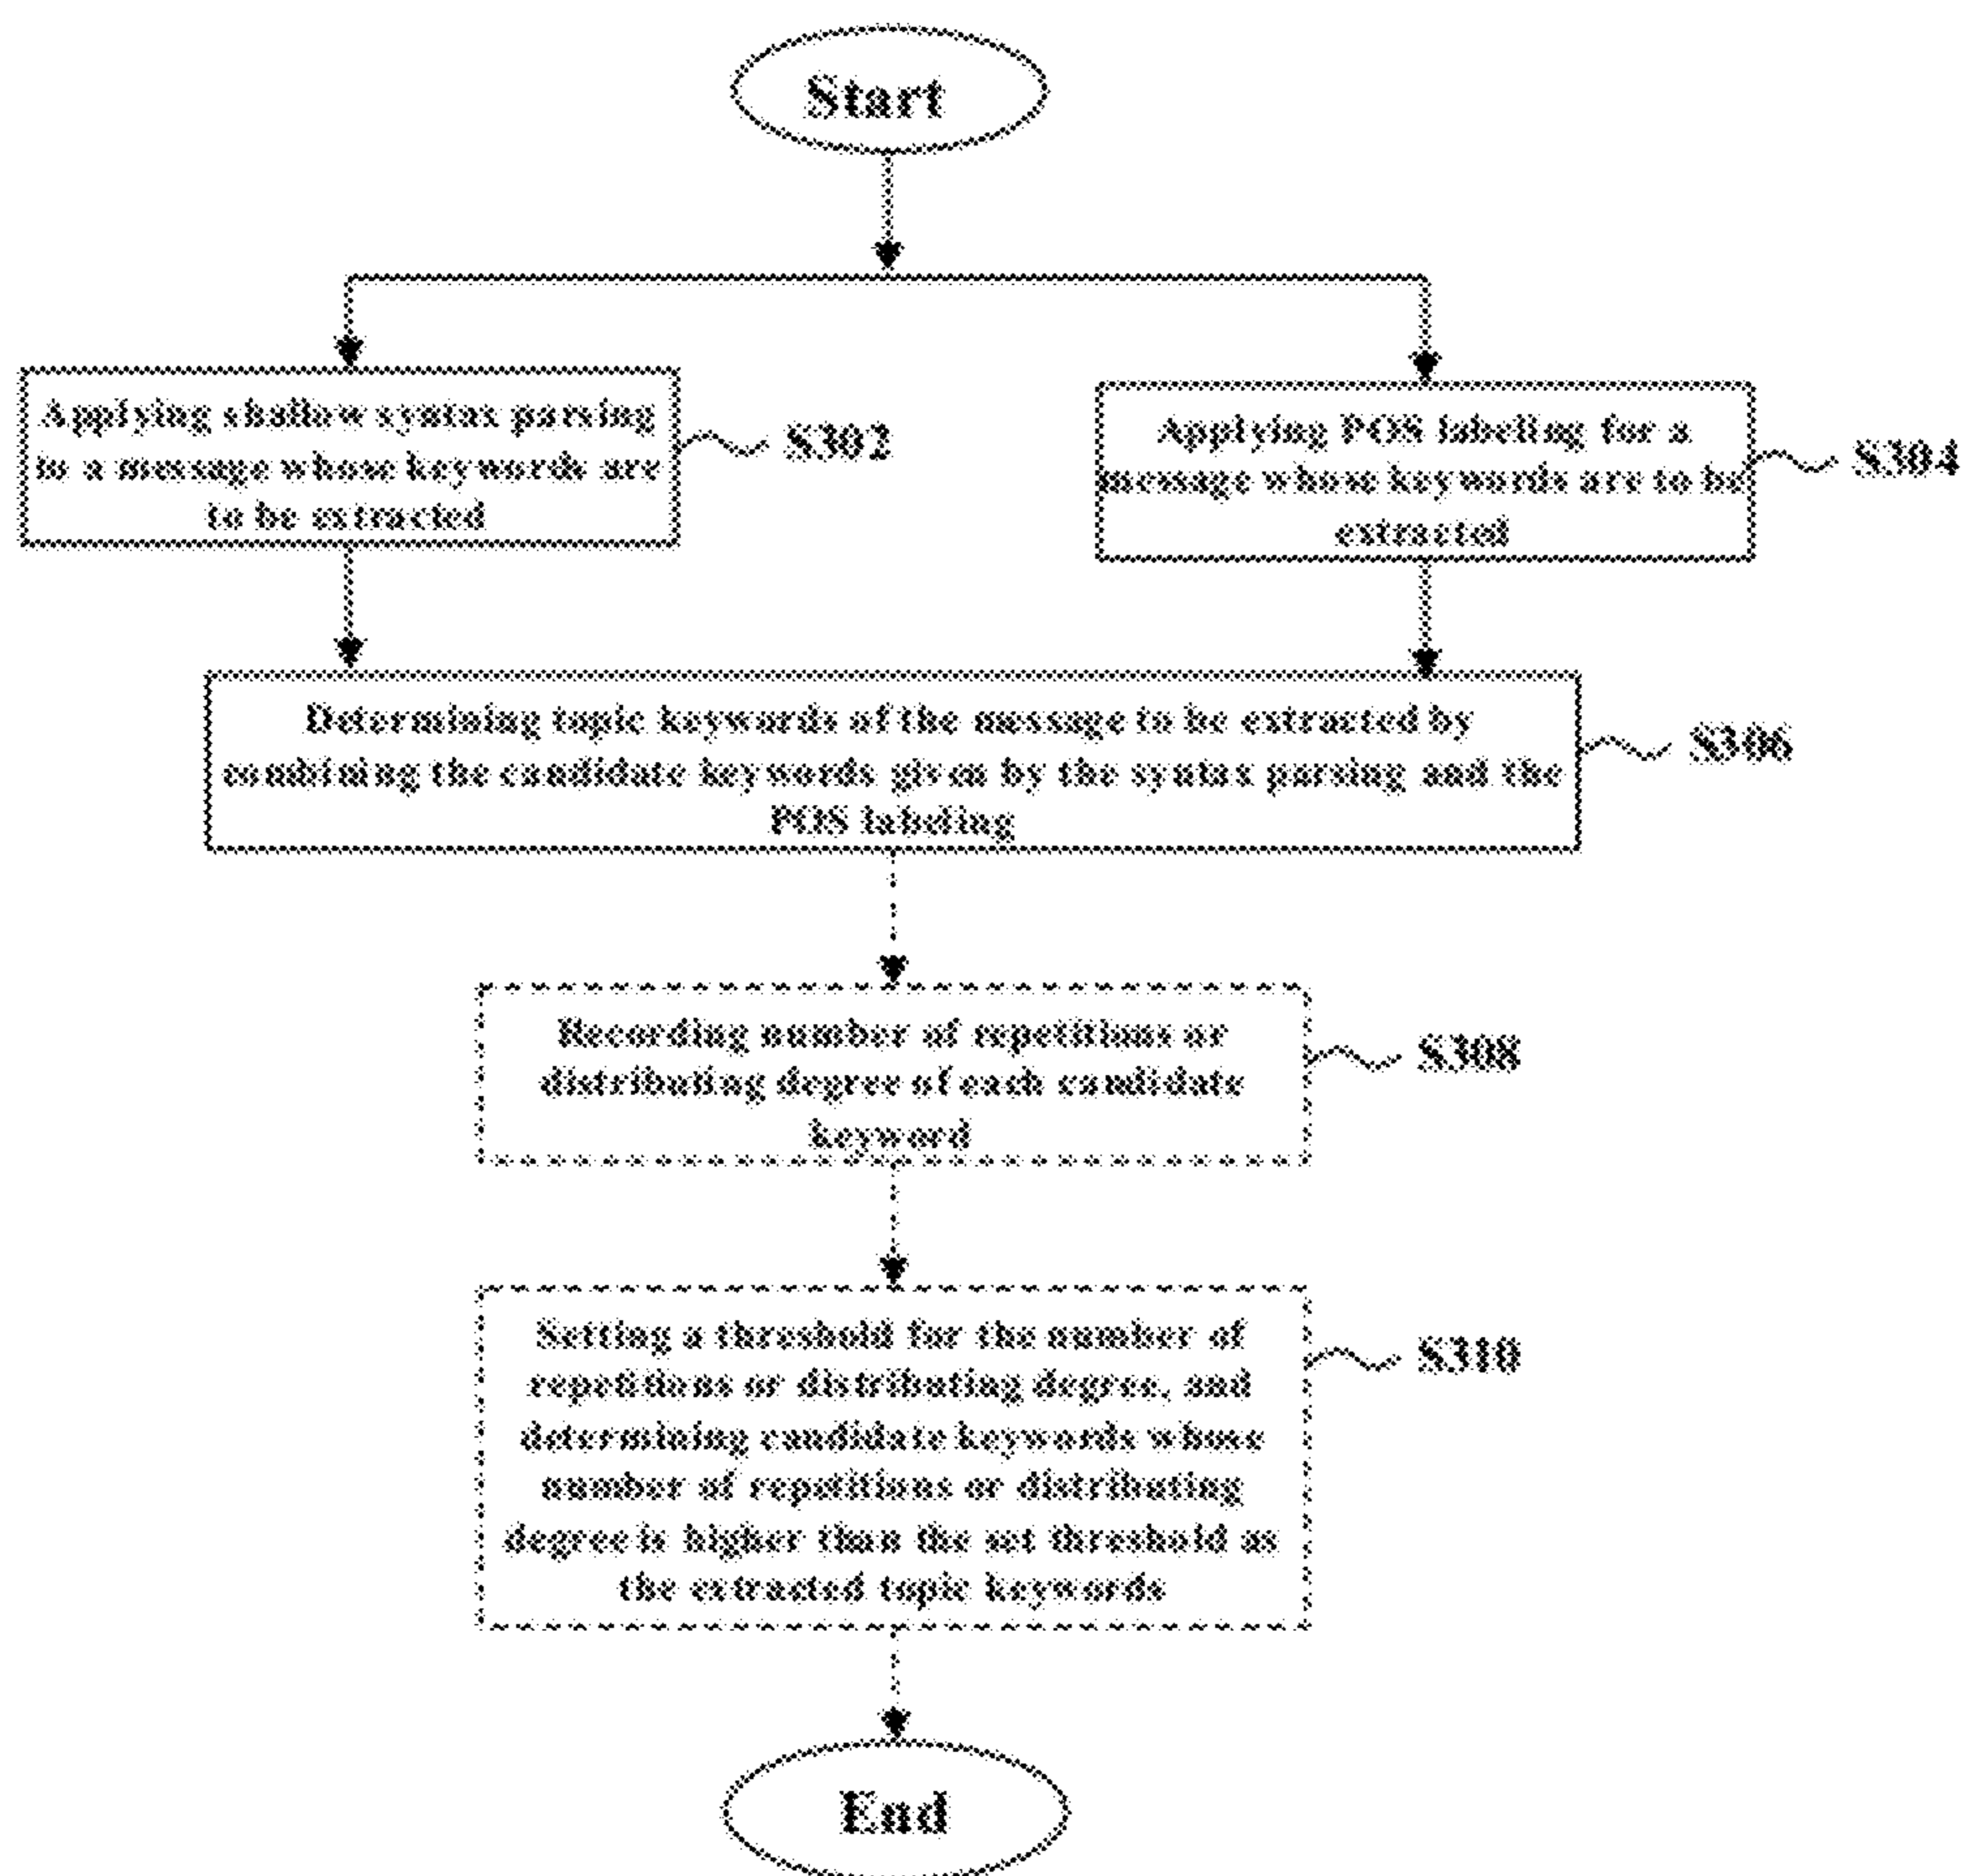 Start
Applying shallow syntax parsing
to a message whose keywords are
to be extracted
S302
Applying POS labeling for a
message whose keywords are to be
extracted
S304
Determining topic keywords of the message to be extracted by
combining the candidate keywords given by the syntax parsing and the
POS labeling
S306
Recording number of repetitions or
distributing degree of each candidate
keyword
S308
Setting a threshold for the number of
repetitions or distributing degree, and
determining candidate keywords whose
number of repetitions or distributing
degree is higher than the set threshold as
the extracted topic keywords
S310
End